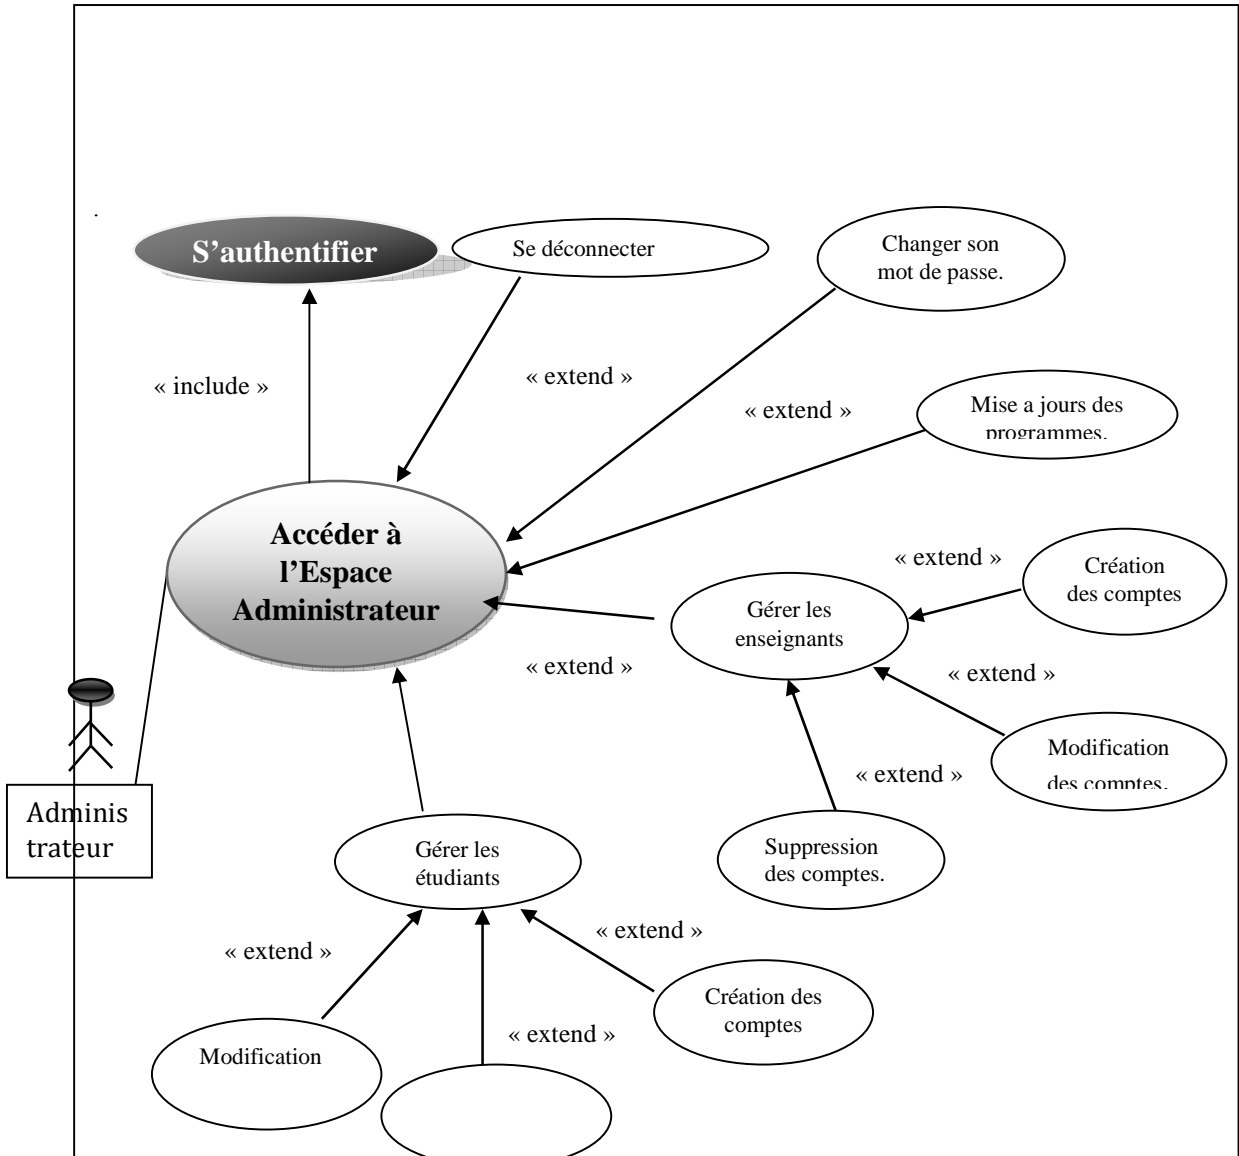 S’authentifier
Se déconnecter
Changer son
mot de passe.
« include »
« extend »
« extend »
Mise a jours des
programmes.
Accéder à
l’Espace
Administrateur
« extend »
Création
des comptes
Gérer les
enseignants
« extend »
« extend »
Modification
des comptes.
« extend »
Adminis
trateur
Gérer les
étudiants
Suppression
des comptes.
« extend »
« extend »
Création des
comptes
« extend »
Modification